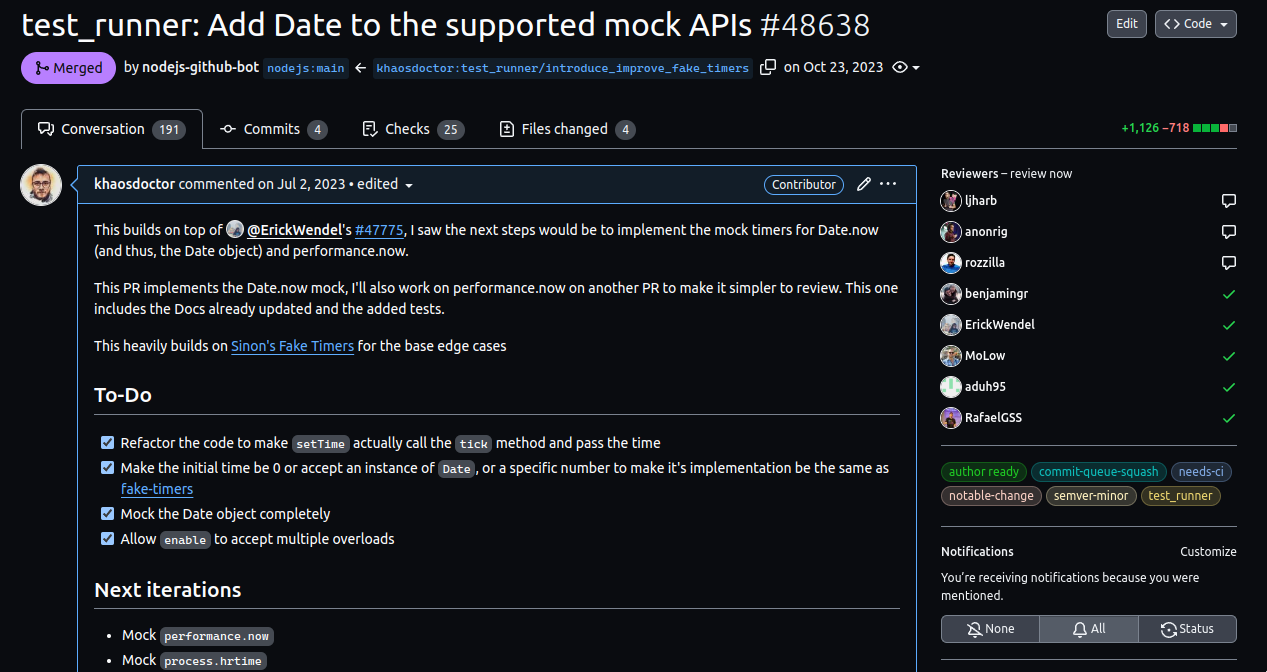 test_runner: Add Date to the supported mock APIs #48638
Edit
Code
Merged
by nodejs-github-bot nodejs:main ← khaosdoctor:test_runner/introduce_improve_fake_timers on Oct 23, 2023
Conversation 191
Commits 4
Checks 25
Files changed 4
+1,126 −718
khaosdoctor commented on Jul 2, 2023 • edited
Contributor
This builds on top of @ErickWendel's #47775, I saw the next steps would be to implement the mock timers for Date.now
(and thus, the Date object) and performance.now.
This PR implements the Date.now mock, I'll also work on performance.now on another PR to make it simpler to review. This one
includes the Docs already updated and the added tests.
This heavily builds on Sinon's Fake Timers for the base edge cases
To-Do
Refactor the code to make setTime actually call the tick method and pass the time
Make the initial time be 0 or accept an instance of Date, or a specific number to make it's implementation be the same as
fake-timers
Mock the Date object completely
Allow enable to accept multiple overloads
Next iterations
• Mock performance.now
• Mock process.hrtime
Reviewers – review now
ljharb
anonrig
rozzilla
benjamingr
ErickWendel
MoLow
aduh95
RafaelGSS
author ready commit-queue-squash needs-ci
notable-change semver-minor test_runner
Notifications
Customize
You're receiving notifications because you were
mentioned.
None
All
Status